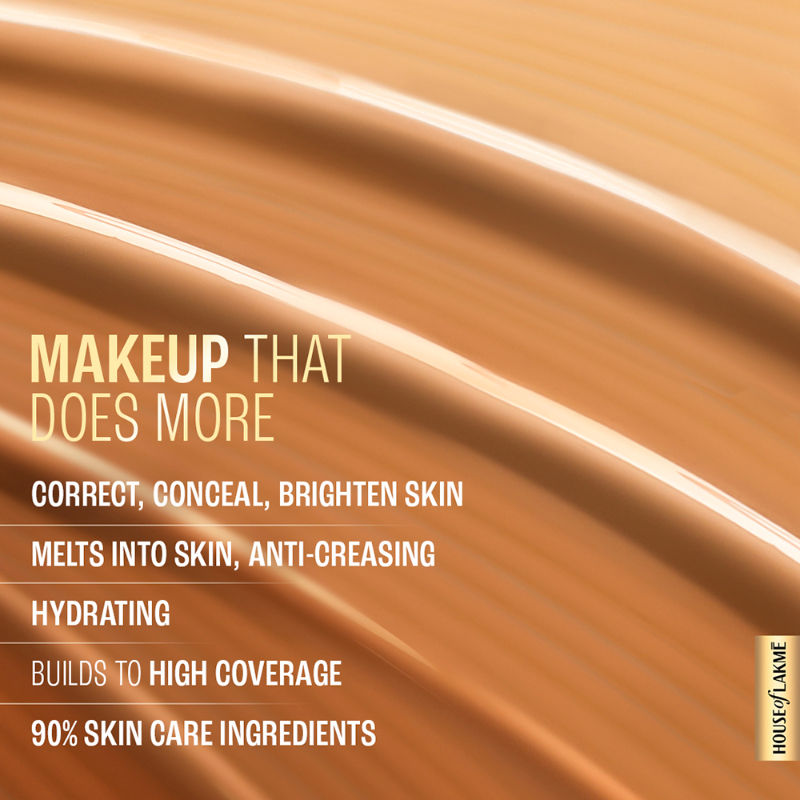 MAKEUP THAT
DOES MORE
CORRECT, CONCEAL, BRIGHTEN SKIN
MELTS INTO SKIN, ANTI-CREASING
HYDRATING
BUILDS TO HIGH COVERAGE
90% SKIN CARE INGREDIENTS
HOUSE of LAKMĒ